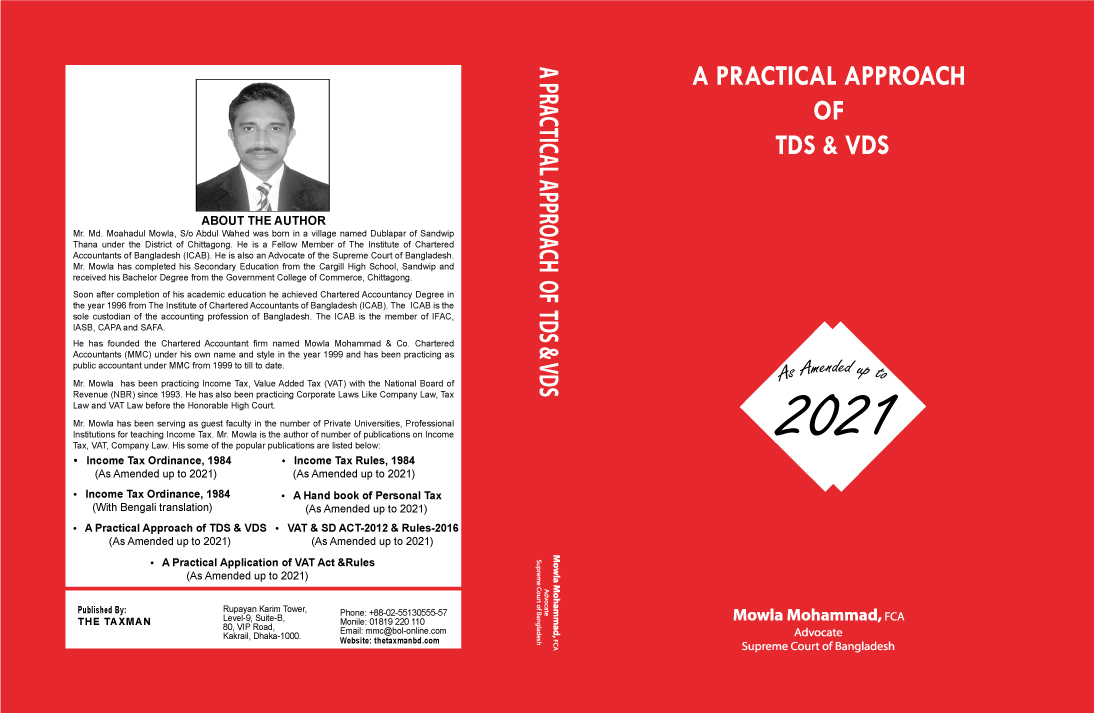 ABOUT THE AUTHOR
Mr. Md. Moahadul Mowla, S/o Abdul Wahed was born in a village named Dublapar of Sandwip
Thana under the District of Chittagong. He is a Fellow Member of The Institute of Chartered
Accountants of Bangladesh (ICAB). He is also an Advocate of the Supreme Court of Bangladesh.
Mr. Mowla has completed his Secondary Education from the Cargill High School, Sandwip and
received his Bachelor Degree from the Government College of Commerce, Chittagong.
Soon after completion of his academic education he achieved Chartered Accountancy Degree in
the year 1996 from The Institute of Chartered Accountants of Bangladesh (ICAB). The ICAB is the
sole custodian of the accounting profession of Bangladesh. The ICAB is the member of IFAC,
IASB, CAPA and SAFA.
He has founded the Chartered Accountant firm named Mowla Mohammad & Co. Chartered
Accountants (MMC) under his own name and style in the year 1999 and has been practicing as
public accountant under MMC from 1999 to till to date.
Mr. Mowla has been practicing Income Tax, Value Added Tax (VAT) with the National Board of
Revenue (NBR) since 1993. He has also been practicing Corporate Laws Like Company Law, Tax
Law and VAT Law before the Honorable High Court.
Mr. Mowla has been serving as guest faculty in the number of Private Universities, Professional
Institutions for teaching Income Tax. Mr. Mowla is the author of number of publications on Income
Tax, VAT, Company Law. His some of the popular publications are listed below:
• Income Tax Ordinance, 1984
(As Amended up to 2021)
• Income Tax Rules, 1984
(As Amended up to 2021)
• Income Tax Ordinance, 1984
(With Bengali translation)
• A Hand book of Personal Tax
(As Amended up to 2021)
• A Practical Approach of TDS & VDS
(As Amended up to 2021)
• VAT & SD ACT-2012 & Rules-2016
(As Amended up to 2021)
• A Practical Application of VAT Act &Rules
(As Amended up to 2021)
Published By:
THE TAXMAN
Rupayan Karim Tower,
Level-9, Suite-B,
80, VIP Road,
Kakrail, Dhaka-1000.
Phone: +88-02-55130555-57
Monile: 01819 220 110
Email: mmc@bol-online.com
Website: thetaxmanbd.com
A PRACTICAL APPROACH OF TDS & VDS
Mowla Mohammad, FCA
Advocate
Supreme Court of Bangladesh
A PRACTICAL APPROACH
OF
TDS & VDS
As Amended up to
2021
Mowla Mohammad, FCA
Advocate
Supreme Court of Bangladesh